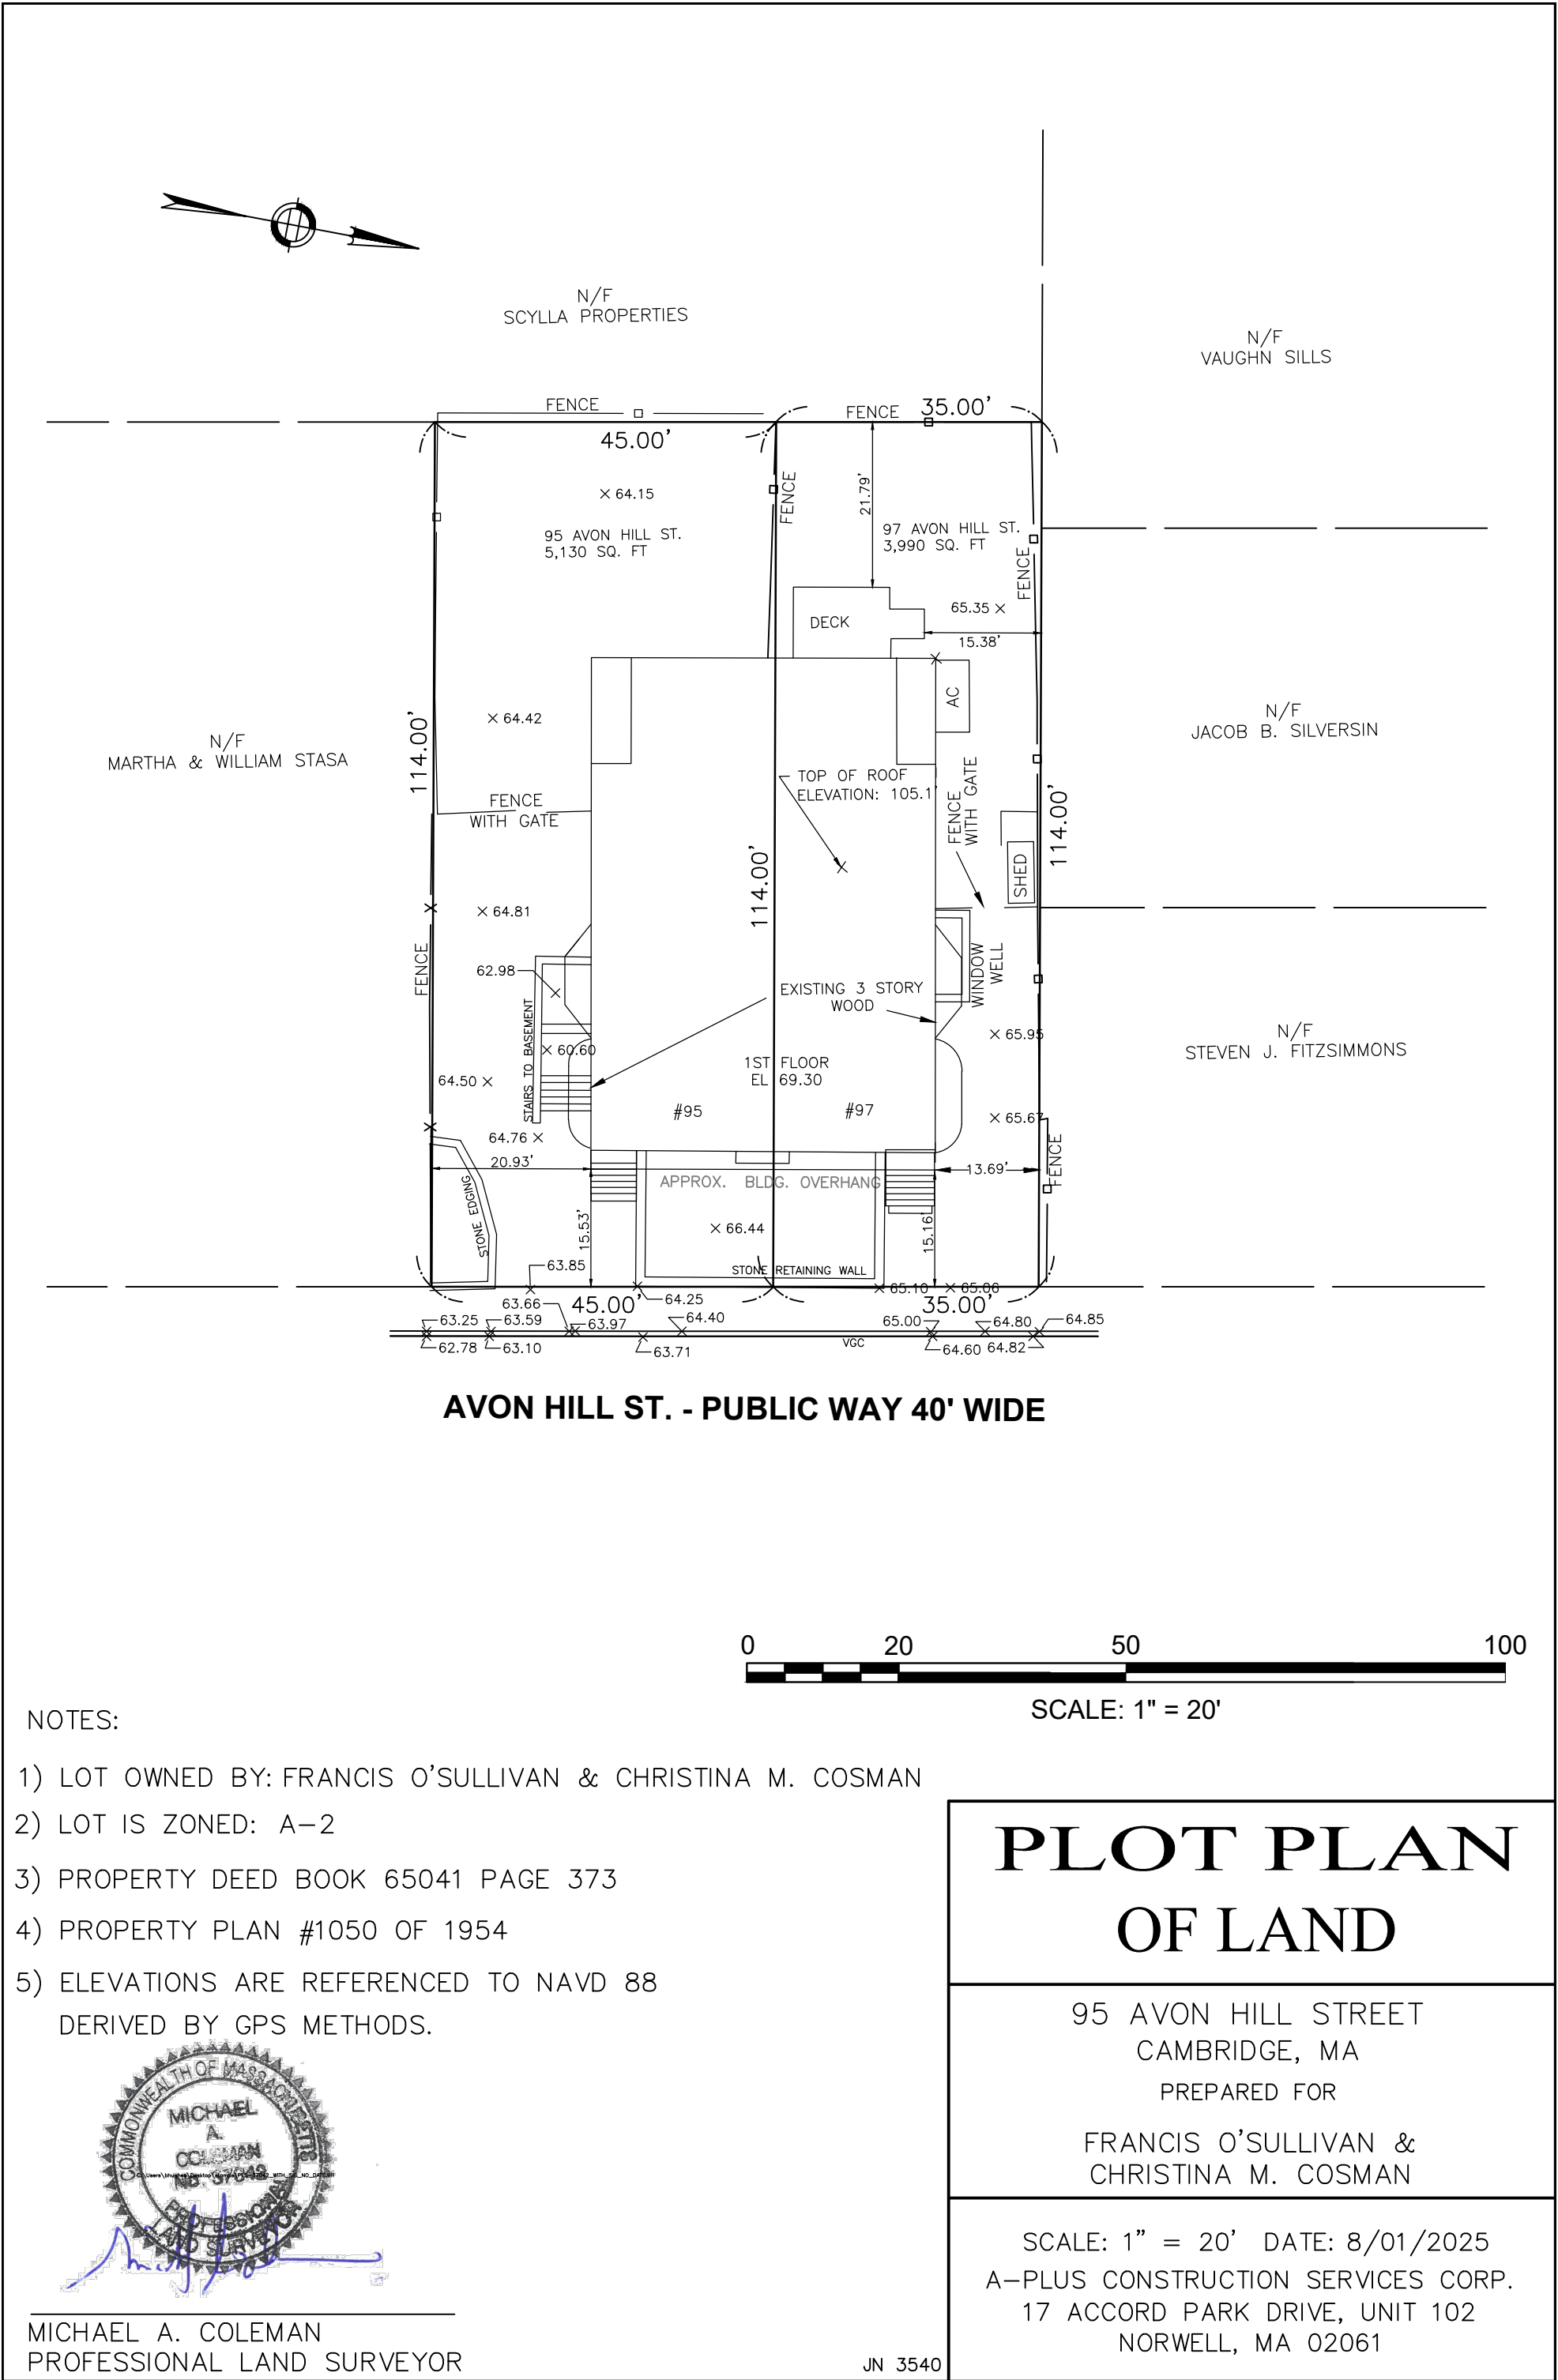 N/F
SCYLLA PROPERTIES
N/F
VAUGHN SILLS
FENCE
FENCE
35.00'
45.00'
64.15
FENCE
21.79'
95 AVON HILL ST.
5,130 SQ. FT
97 AVON HILL ST.
3,990 SQ. FT
FENCE
65.35
DECK
15.38'
AC
64.42
114.00'
N/F
MARTHA & WILLIAM STASA
N/F
JACOB B. SILVERSIN
TOP OF ROOF
ELEVATION: 105.1'
FENCE
WITH GATE
FENCE
WITH GATE
114.00'
114.00'
SHED
64.81
FENCE
62.98
WINDOW
WELL
EXISTING 3 STORY
WOOD
STAIRS TO BASEMENT
60.60
65.95
N/F
STEVEN J. FITZSIMMONS
1ST FLOOR
EL 69.30
64.50
#95
#97
65.67
64.76
20.93'
13.69'
FENCE
APPROX. BLDG. OVERHANG
STONE EDGING
15.53'
66.44
15.16'
63.85
STONE RETAINING WALL
65.10
65.06
63.66
45.00'
64.25
35.00'
63.25
63.59
63.97
64.40
65.00
64.80
64.85
62.78
63.10
63.71
VGC
64.60
64.82
AVON HILL ST. - PUBLIC WAY 40' WIDE
0 20 50 100
SCALE: 1" = 20'
NOTES:
1) LOT OWNED BY: FRANCIS O'SULLIVAN & CHRISTINA M. COSMAN
2) LOT IS ZONED: A-2
3) PROPERTY DEED BOOK 65041 PAGE 373
4) PROPERTY PLAN #1050 OF 1954
5) ELEVATIONS ARE REFERENCED TO NAVD 88
DERIVED BY GPS METHODS.
COMMONWEALTH OF MASSACHUSETTS
MICHAEL
A.
COLEMAN
NO. 37042
PROFESSIONAL
LAND SURVEYOR
MICHAEL A. COLEMAN
PROFESSIONAL LAND SURVEYOR
JN 3540
PLOT PLAN
OF LAND
95 AVON HILL STREET
CAMBRIDGE, MA
PREPARED FOR
FRANCIS O'SULLIVAN &
CHRISTINA M. COSMAN
SCALE: 1" = 20' DATE: 8/01/2025
A-PLUS CONSTRUCTION SERVICES CORP.
17 ACCORD PARK DRIVE, UNIT 102
NORWELL, MA 02061